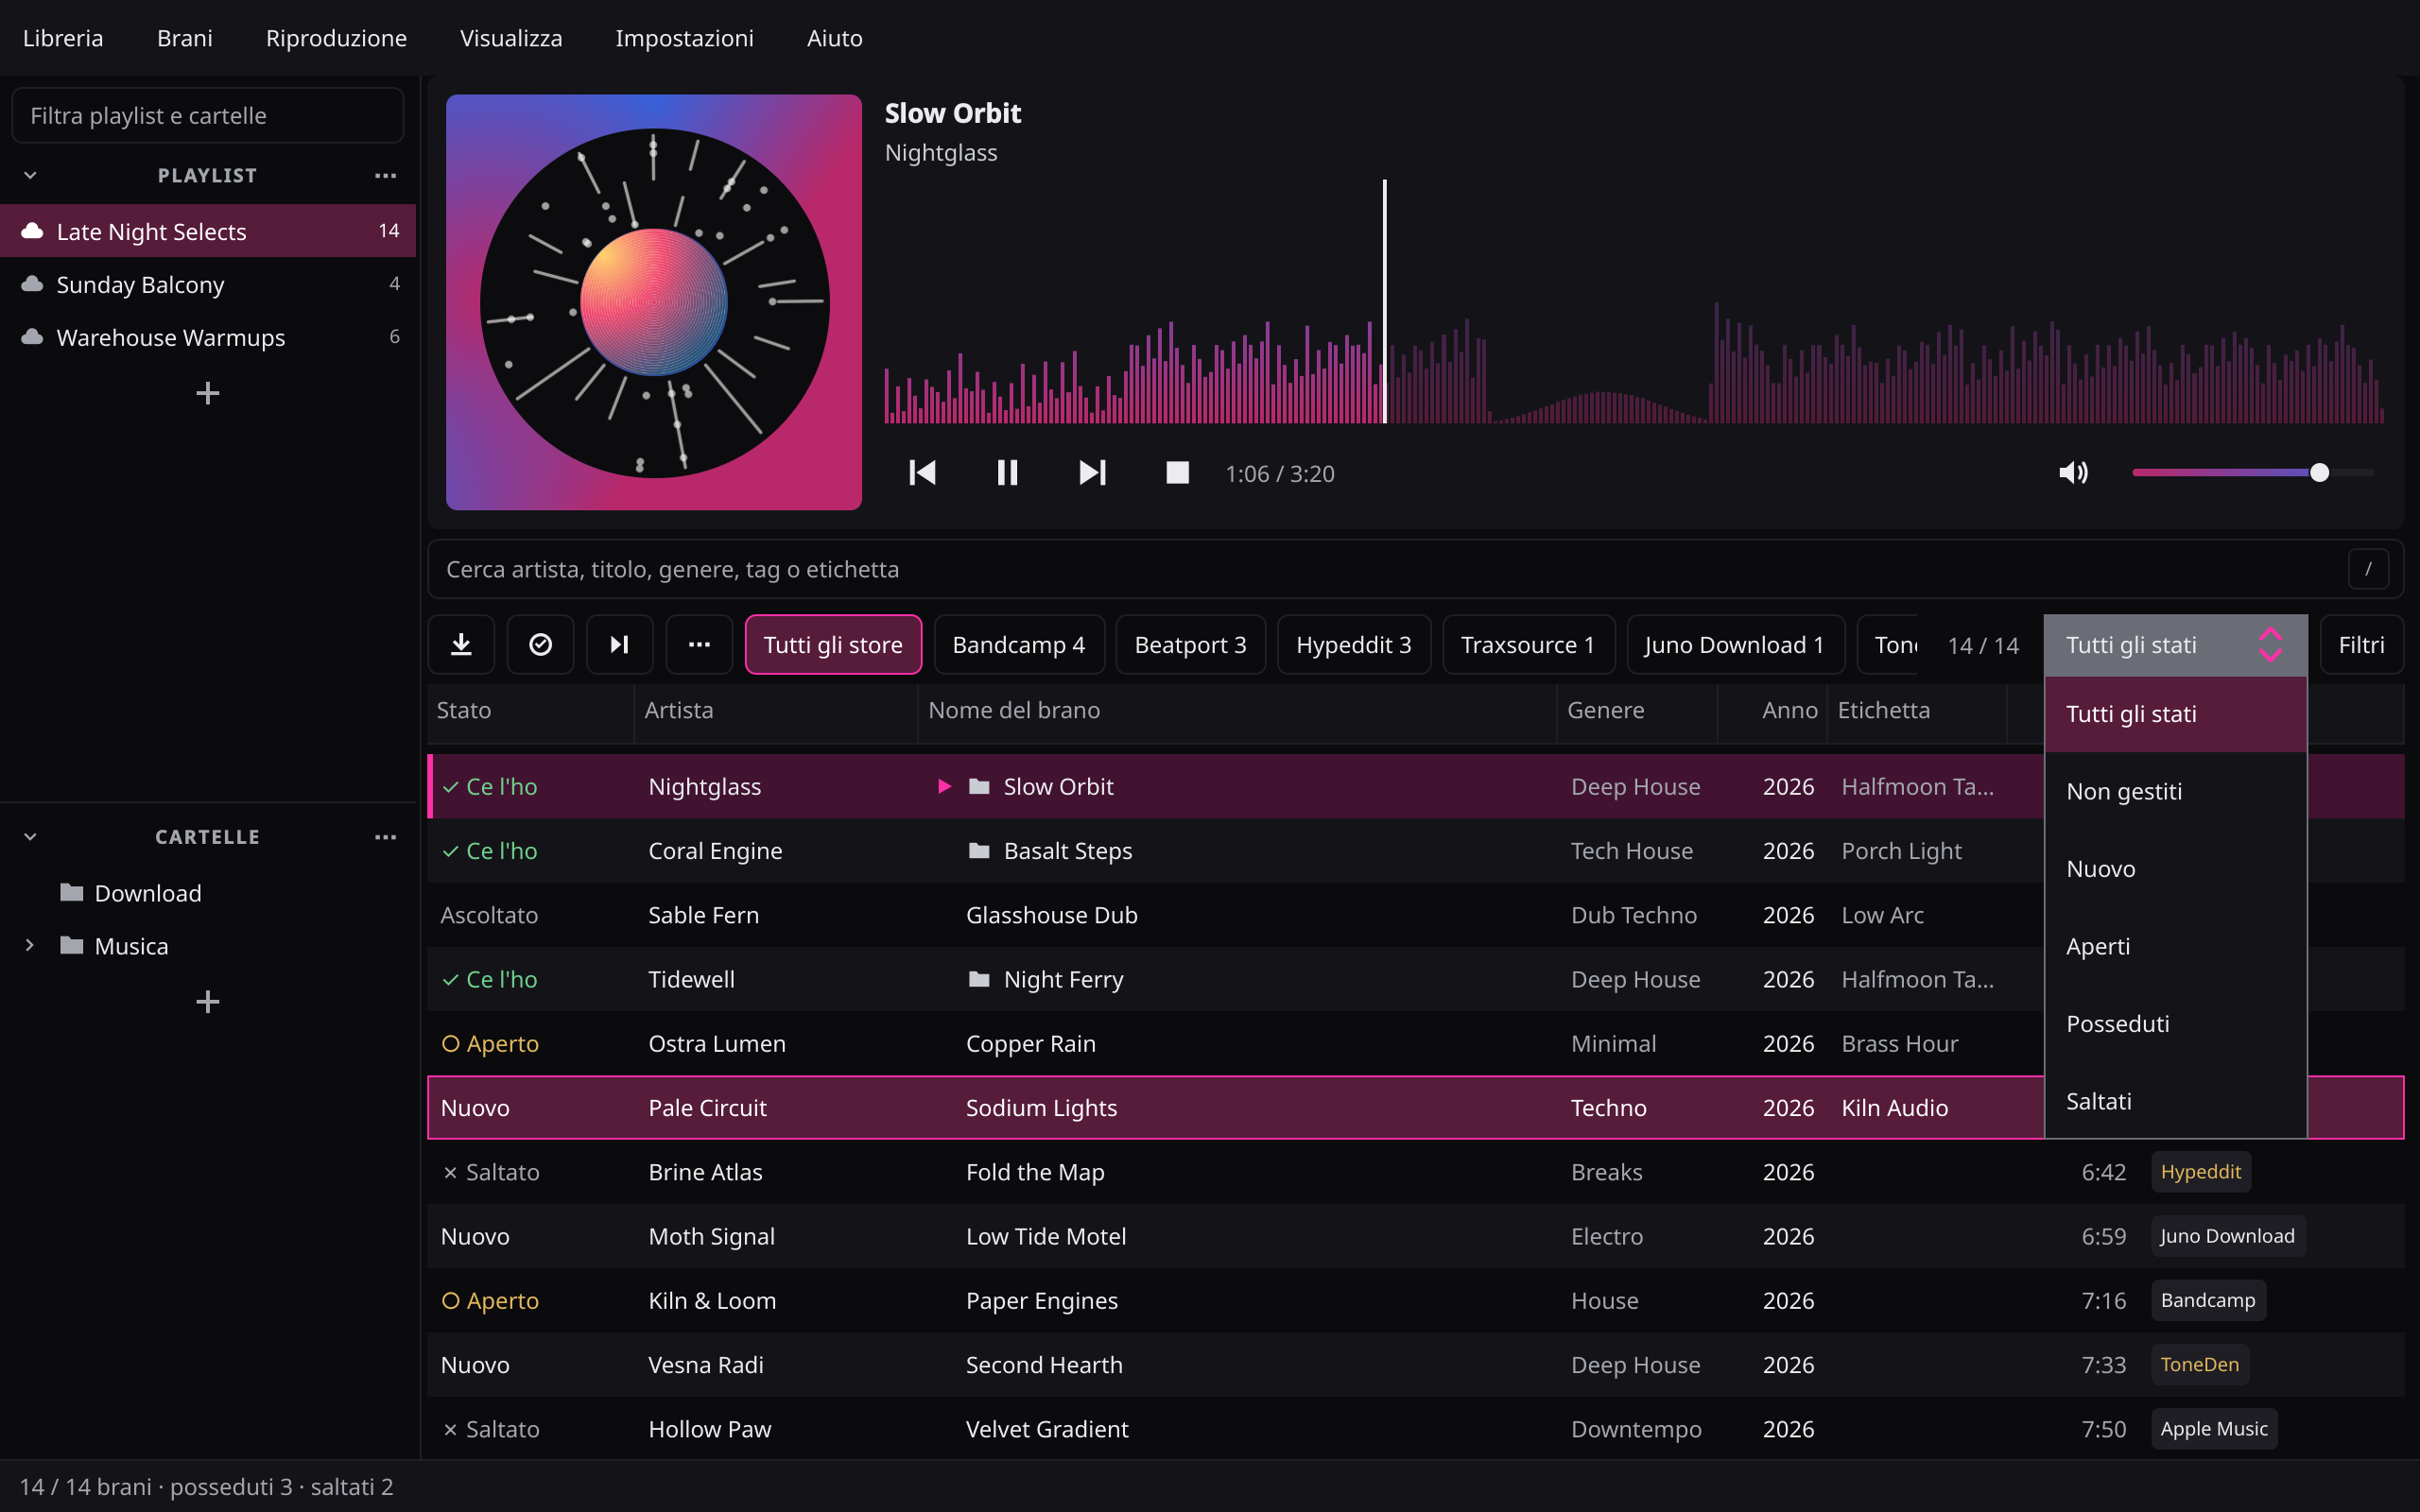 Libreria Brani Riproduzione Visualizza Impostazioni Aiuto
Filtra playlist e cartelle
PLAYLIST
Late Night Selects 14
Sunday Balcony 4
Warehouse Warmups 6
CARTELLE
Download
Musica
Slow Orbit
Nightglass
1:06 / 3:20
Cerca artista, titolo, genere, tag o etichetta /
Tutti gli store Bandcamp 4 Beatport 3 Hypeddit 3 Traxsource 1 Juno Download 1 14 / 14 Tutti gli stati Filtri
Stato Artista Nome del brano Genere Anno Etichetta
Tutti gli stati
Non gestiti
Nuovo
Aperti
Posseduti
Saltati
Ce l'ho Nightglass Slow Orbit Deep House 2026 Halfmoon Ta...
Ce l'ho Coral Engine Basalt Steps Tech House 2026 Porch Light
Ascoltato Sable Fern Glasshouse Dub Dub Techno 2026 Low Arc
Ce l'ho Tidewell Night Ferry Deep House 2026 Halfmoon Ta...
Aperto Ostra Lumen Copper Rain Minimal 2026 Brass Hour
Nuovo Pale Circuit Sodium Lights Techno 2026 Kiln Audio
Saltato Brine Atlas Fold the Map Breaks 2026 6:42 Hypeddit
Nuovo Moth Signal Low Tide Motel Electro 2026 6:59 Juno Download
Aperto Kiln & Loom Paper Engines House 2026 7:16 Bandcamp
Nuovo Vesna Radi Second Hearth Deep House 2026 7:33 ToneDen
Saltato Hollow Paw Velvet Gradient Downtempo 2026 7:50 Apple Music
14 / 14 brani · posseduti 3 · saltati 2